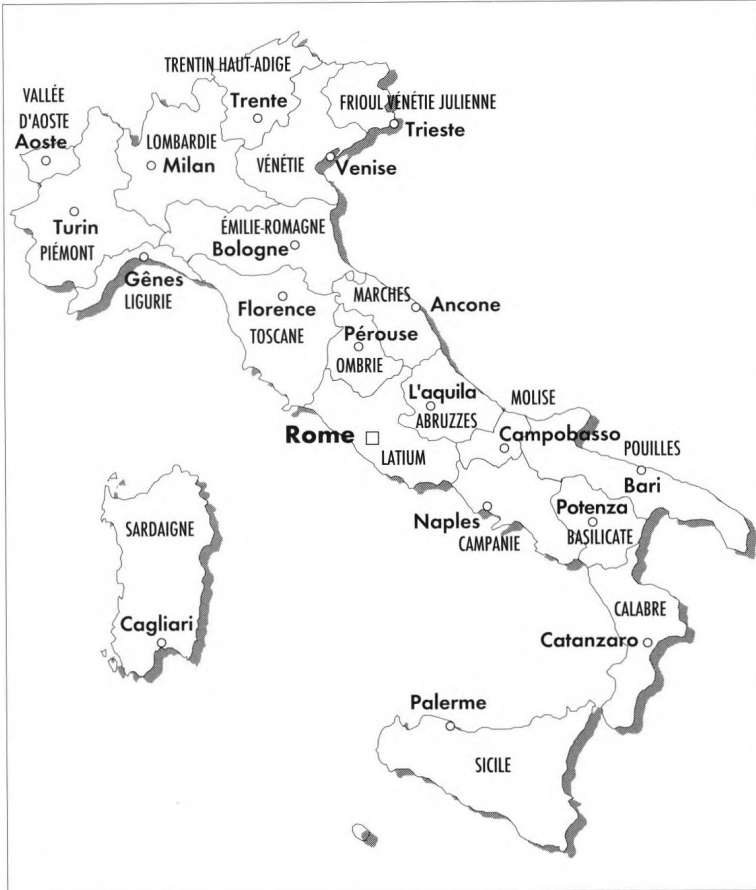 TRENTIN HAUT-ADIGE
Trente
VALLÉE
D'AOSTE
Aoste
FRIOUL VÉNÉTIE JULIENNE
Trieste
LOMBARDIE
Milan
VÉNÉTIE
Venise
Turin
PIÉMONT
ÉMILIE-ROMAGNE
Bologne
Gênes
LIGURIE
Florence
TOSCANE
MARCHES
Ancone
Pérouse
OMBRIE
L'aquila
ABRUZZES
MOLISE
Campobasso
Rome
LATIUM
POUILLES
Bari
Naples
CAMPANIE
Potenza
BASILICATE
SARDAIGNE
Cagliari
CALABRE
Catanzaro
Palerme
SICILE